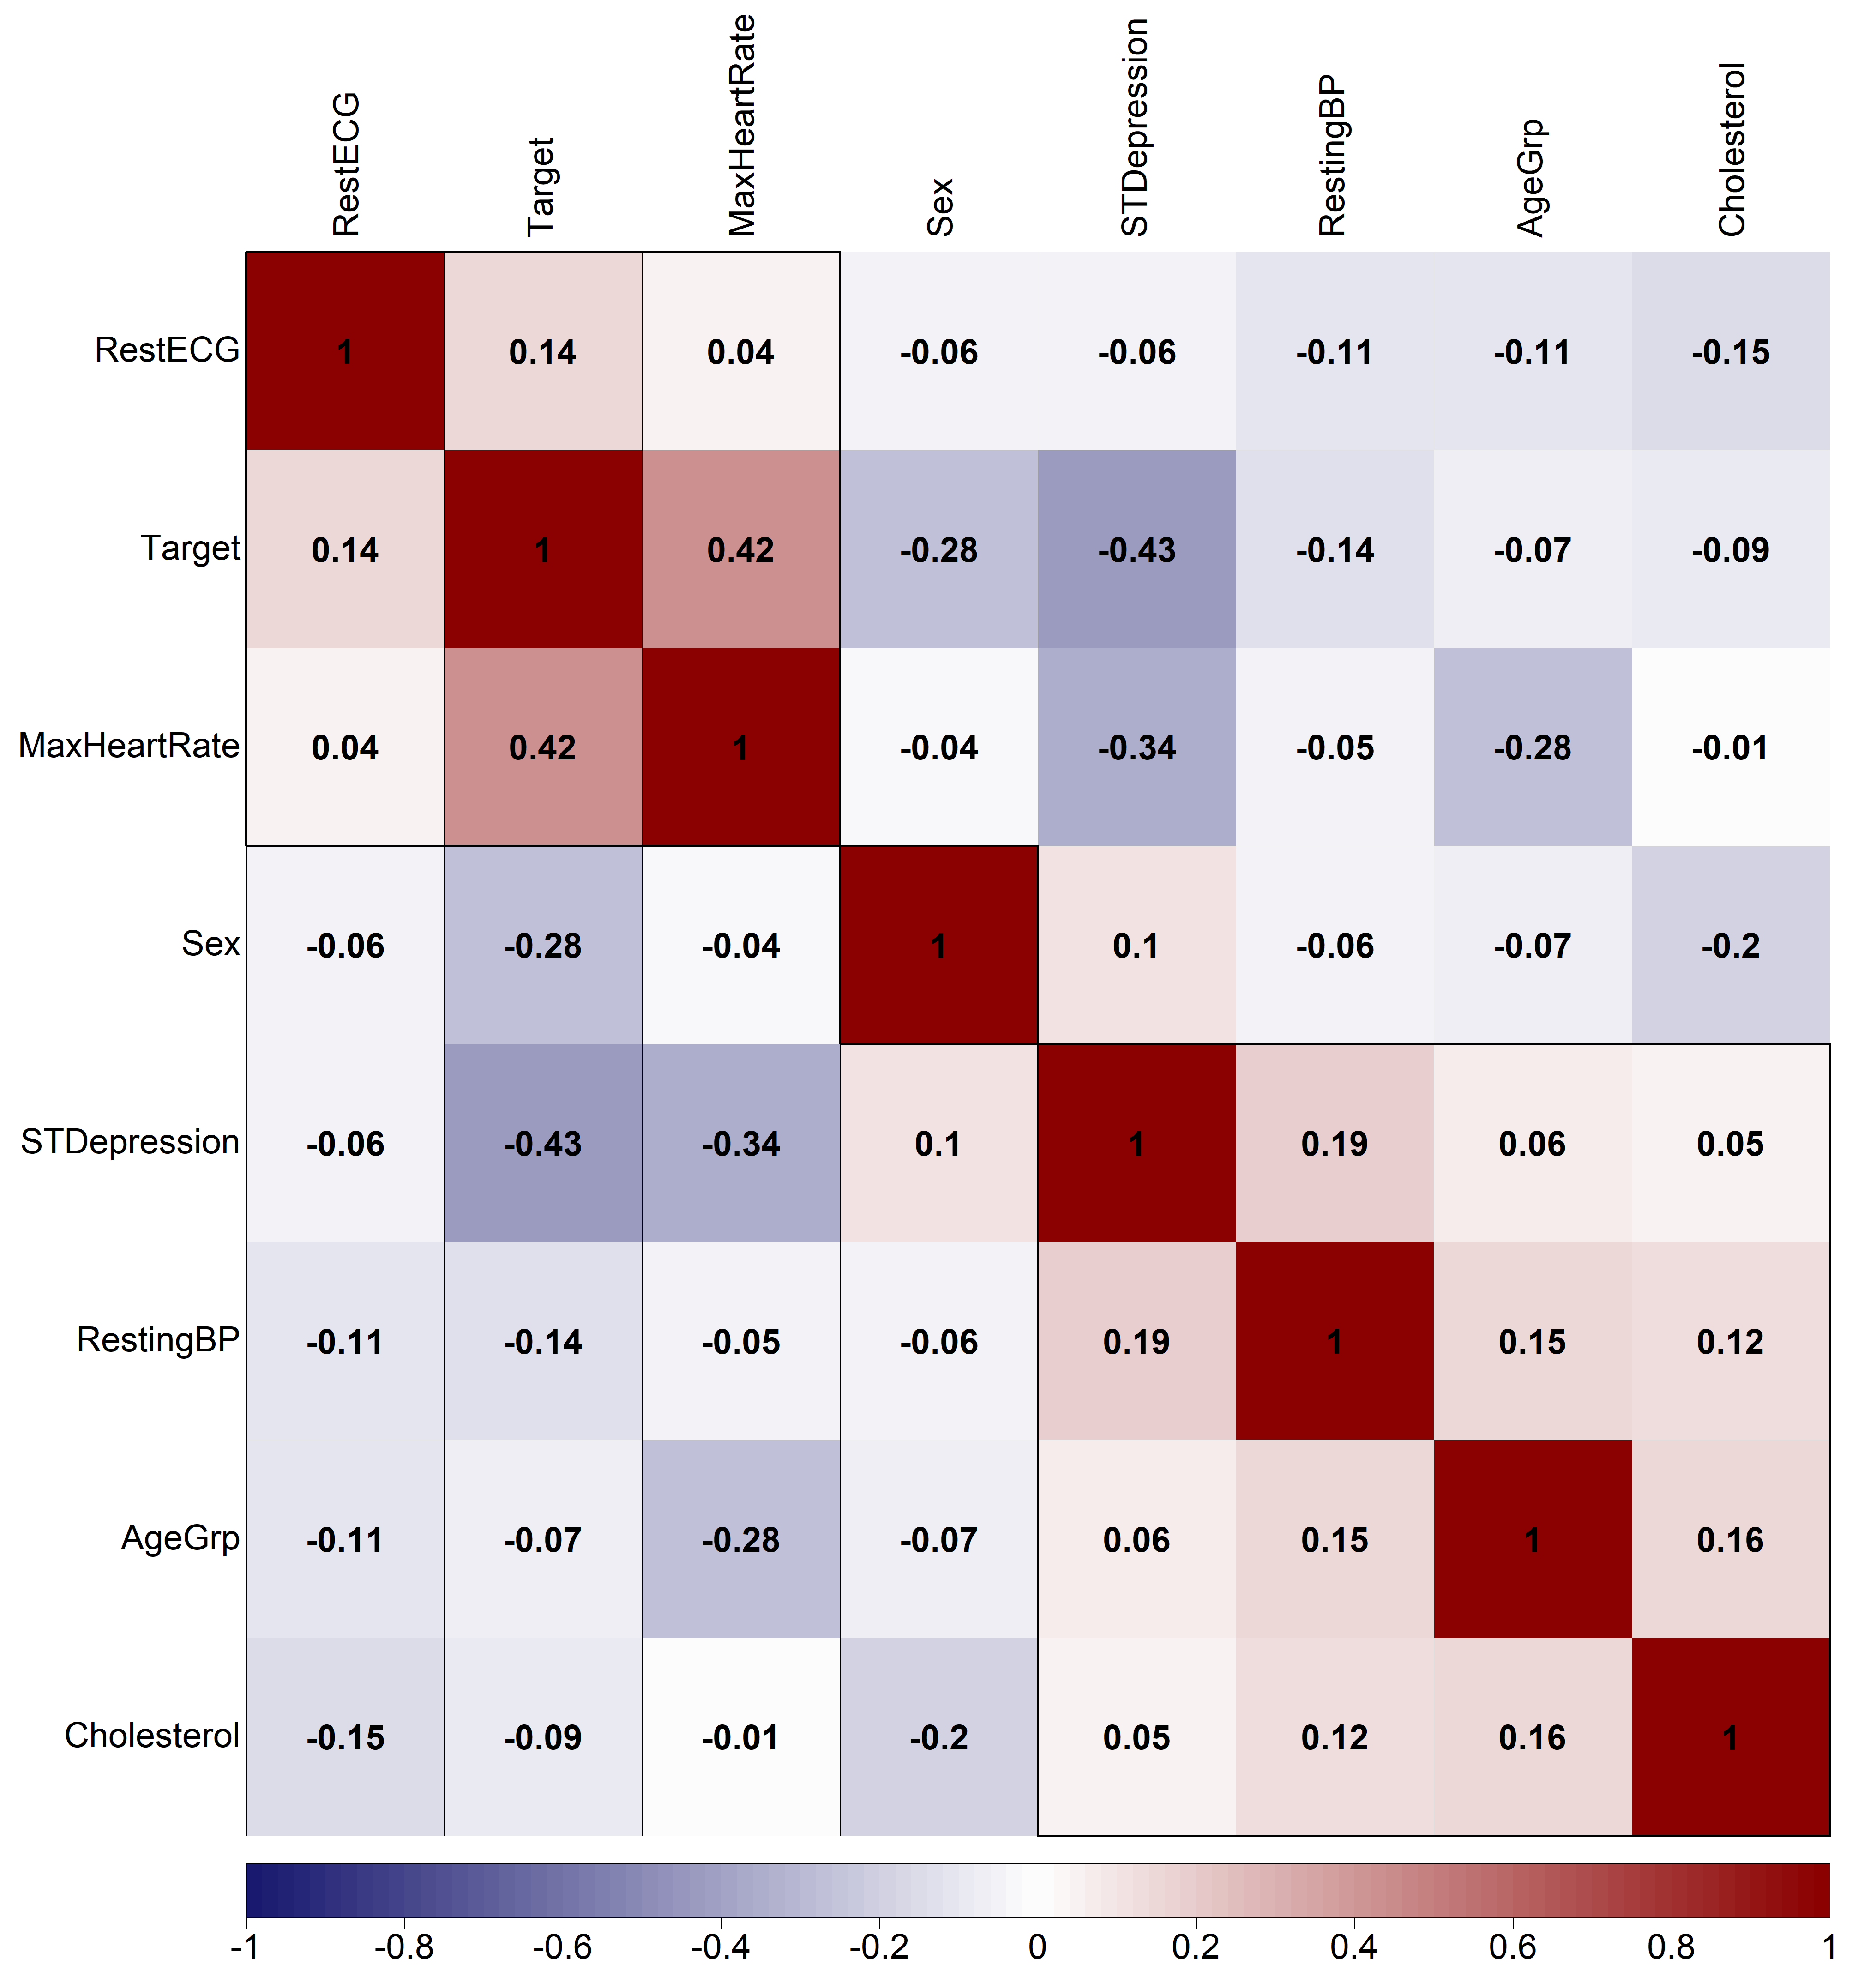 RestECG Target MaxHeartRate Sex STDepression RestingBP AgeGrp Cholesterol
RestECG 1 0.14 0.04 -0.06 -0.06 -0.11 -0.11 -0.15
Target 0.14 1 0.42 -0.28 -0.43 -0.14 -0.07 -0.09
MaxHeartRate 0.04 0.42 1 -0.04 -0.34 -0.05 -0.28 -0.01
Sex -0.06 -0.28 -0.04 1 0.1 -0.06 -0.07 -0.2
STDepression -0.06 -0.43 -0.34 0.1 1 0.19 0.06 0.05
RestingBP -0.11 -0.14 -0.05 -0.06 0.19 1 0.15 0.12
AgeGrp -0.11 -0.07 -0.28 -0.07 0.06 0.15 1 0.16
Cholesterol -0.15 -0.09 -0.01 -0.2 0.05 0.12 0.16 1
-1 -0.8 -0.6 -0.4 -0.2 0 0.2 0.4 0.6 0.8 1